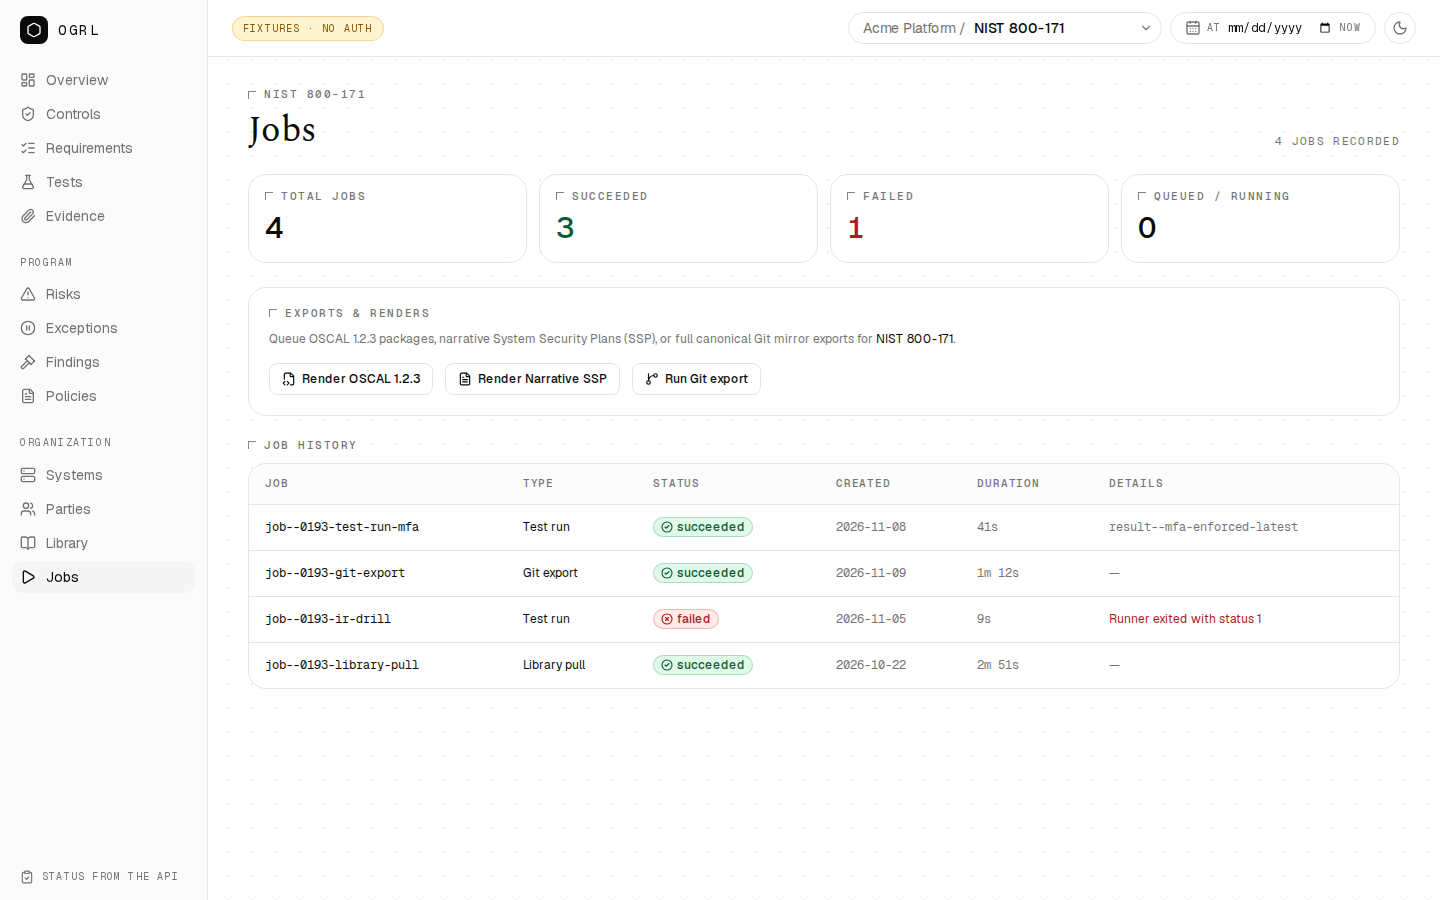 OGRL
FIXTURES · NO AUTH
Acme Platform / NIST 800-171
AT mm/dd/yyyy NOW
Overview
Controls
Requirements
Tests
Evidence
PROGRAM
Risks
Exceptions
Findings
Policies
ORGANIZATION
Systems
Parties
Library
Jobs
STATUS FROM THE API
NIST 800-171
Jobs
4 JOBS RECORDED
TOTAL JOBS
4
SUCCEEDED
3
FAILED
1
QUEUED / RUNNING
0
EXPORTS & RENDERS
Queue OSCAL 1.2.3 packages, narrative System Security Plans (SSP), or full canonical Git mirror exports for NIST 800-171.
Render OSCAL 1.2.3 Render Narrative SSP Run Git export
JOB HISTORY
JOB TYPE STATUS CREATED DURATION DETAILS
job--0193-test-run-mfa Test run succeeded 2026-11-08 41s result--mfa-enforced-latest
job--0193-git-export Git export succeeded 2026-11-09 1m 12s —
job--0193-ir-drill Test run failed 2026-11-05 9s Runner exited with status 1
job--0193-library-pull Library pull succeeded 2026-10-22 2m 51s —